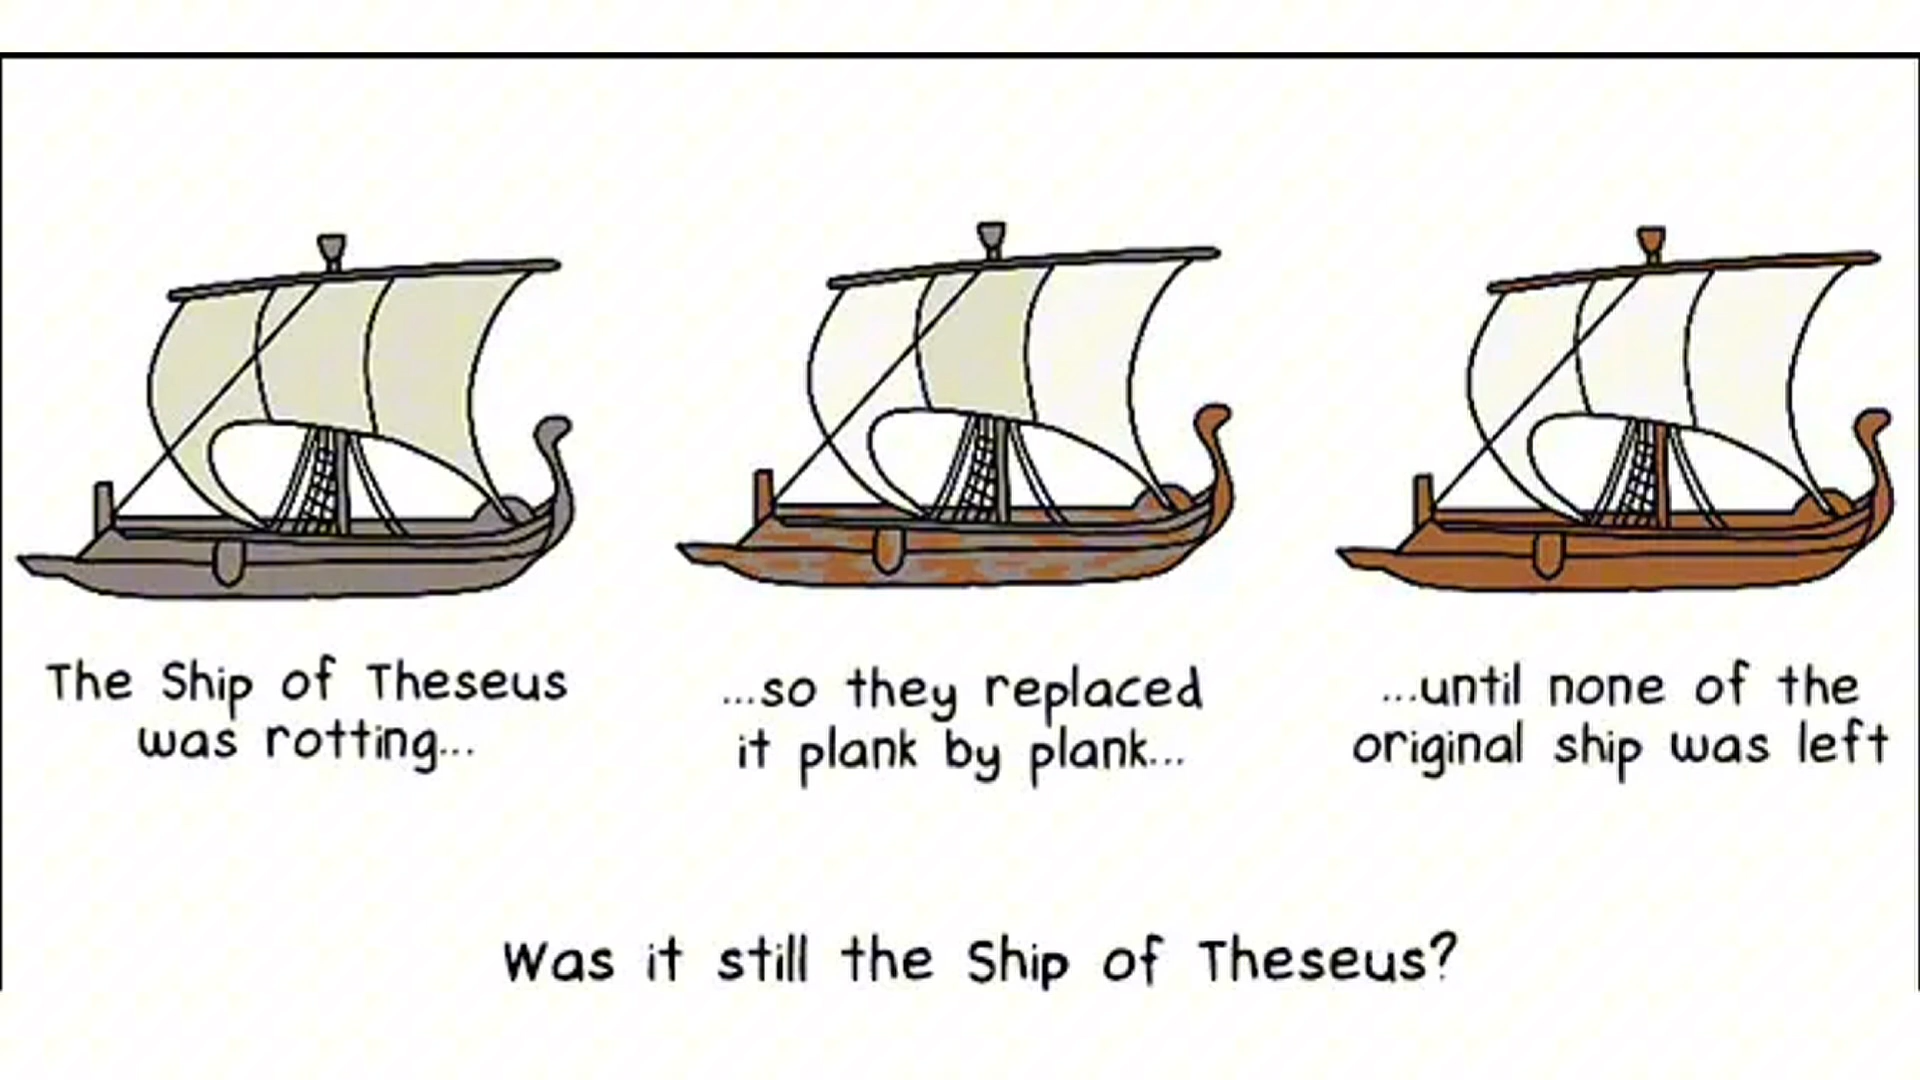 The Ship of Theseus
was rotting...
...so they replaced
it plank by plank...
...until none of the
original ship was left
Was it still the Ship of Theseus?